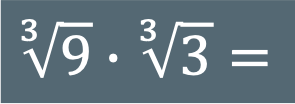 ∛9 · ∛3 =